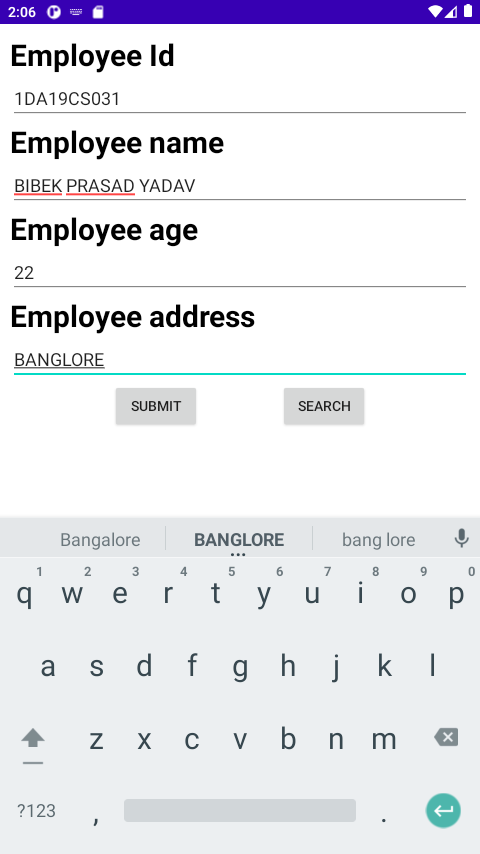 2:06
Employee Id
1DA19CS031
Employee name
BIBEK PRASAD YADAV
Employee age
22
Employee address
BANGLORE
SUBMIT SEARCH
Bangalore BANGLORE bang lore
1 2 3 4 5 6 7 8 9 0
q w e r t y u i o p
a s d f g h j k l
z x c v b n m
?123 , .